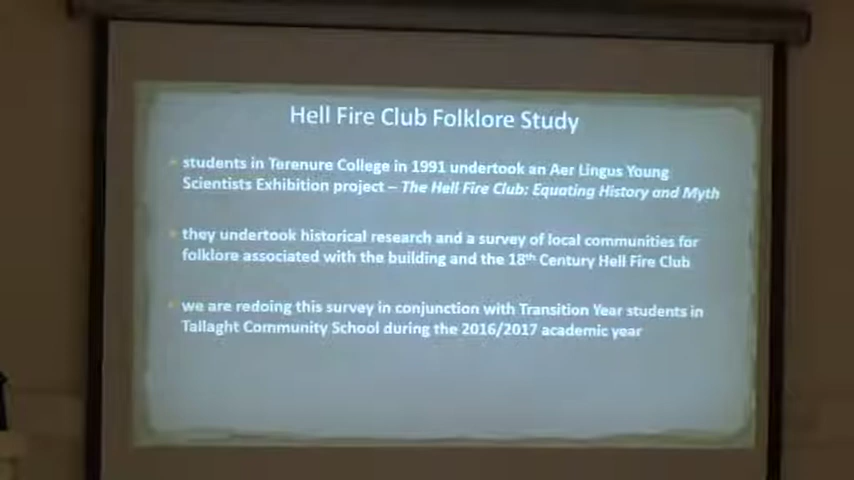 Hell Fire Club Folklore Study
students in Terenure College in 1991 undertook an Aer Lingus Young
Scientists Exhibition project – The Hell Fire Club: Equating History and Myth
they undertook historical research and a survey of local communities for
folklore associated with the building and the 18th Century Hell Fire Club
we are redoing this survey in conjunction with Transition Year students in
Tallaght Community School during the 2016/2017 academic year